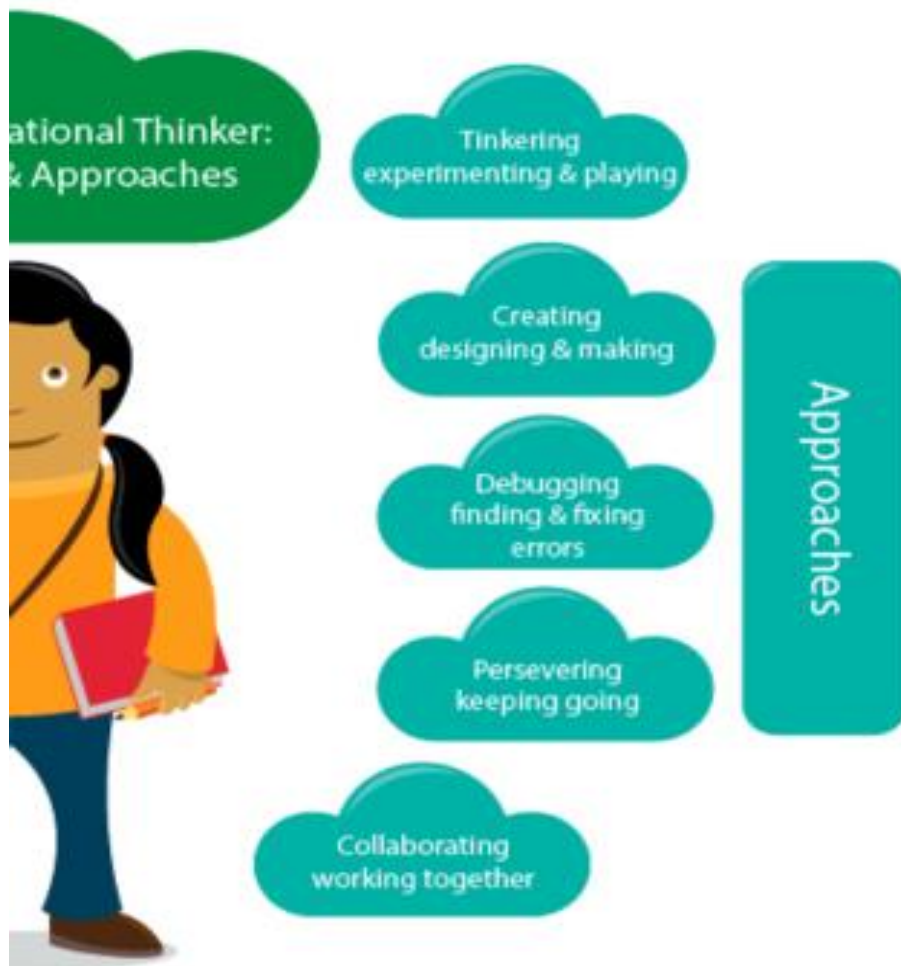 ational Thinker:
& Approaches
Tinkering
experimenting & playing
Creating
designing & making
Debugging
finding & fixing
errors
Persevering
keeping going
Collaborating
working together
Approaches